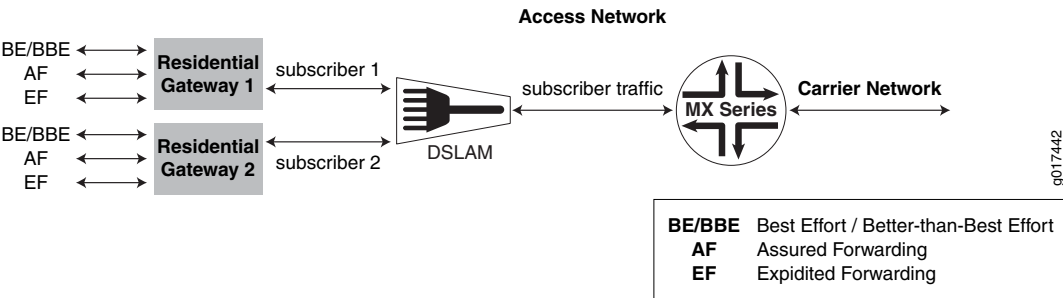 Access Network
BE/BBE
AF
EF
Residential
Gateway 1
subscriber 1
BE/BBE
AF
EF
Residential
Gateway 2
subscriber 2
DSLAM
subscriber traffic
MX Series
Carrier Network
g017442
BE/BBE Best Effort / Better-than-Best Effort
AF Assured Forwarding
EF Expidited Forwarding